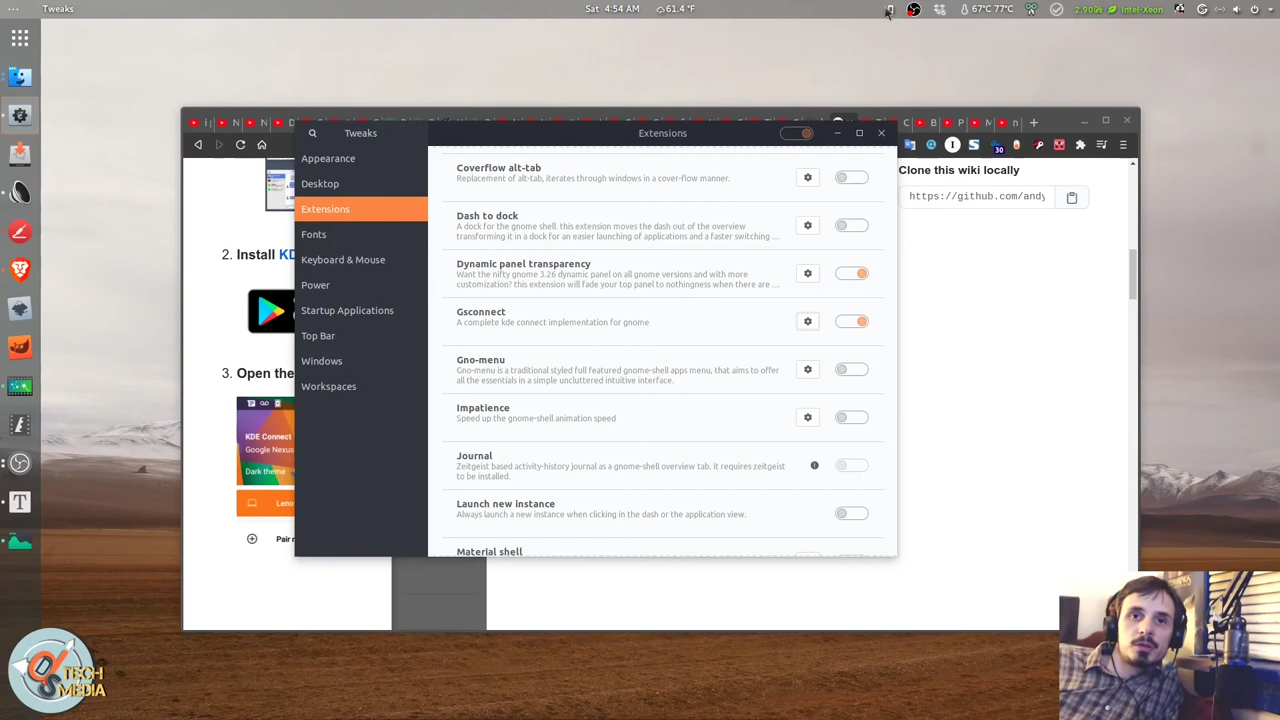 Tweaks
Sat 4:54 AM
61.4 °F
67°C 77°C
Intel-Xeon
30
Tweaks
Extensions
Appearance
Desktop
Extensions
Fonts
Keyboard & Mouse
Power
Startup Applications
Top Bar
Windows
Workspaces
Coverflow alt-tab
Replacement of alt-tab, iterates through windows in a cover-flow manner.
Dash to dock
A dock for the gnome shell. this extension moves the dash out of the overview
transforming it in a dock for an easier launching of applications and a faster switching ...
Dynamic panel transparency
Want the nifty gnome 3.26 dynamic panel on all gnome versions and with more
customization? this extension will fade your top panel to nothingness when there are ...
Gsconnect
A complete kde connect implementation for gnome
Gno-menu
Gno-menu is a traditional styled full featured gnome-shell apps menu, that aims to offer
all the essentials in a simple uncluttered intuitive interface.
Impatience
Speed up the gnome-shell animation speed
Journal
Zeitgeist based activity-history journal as a gnome-shell overview tab. it requires zeitgeist
to be installed.
Launch new instance
Always launch a new instance when clicking in the dash or the application view.
Material shell
2. Install KD
3. Open the
KDE Connect
Google Nexus
Dark theme
Leno
Pair n
Clone this wiki locally
https://github.com/andy
TECH
MEDIA